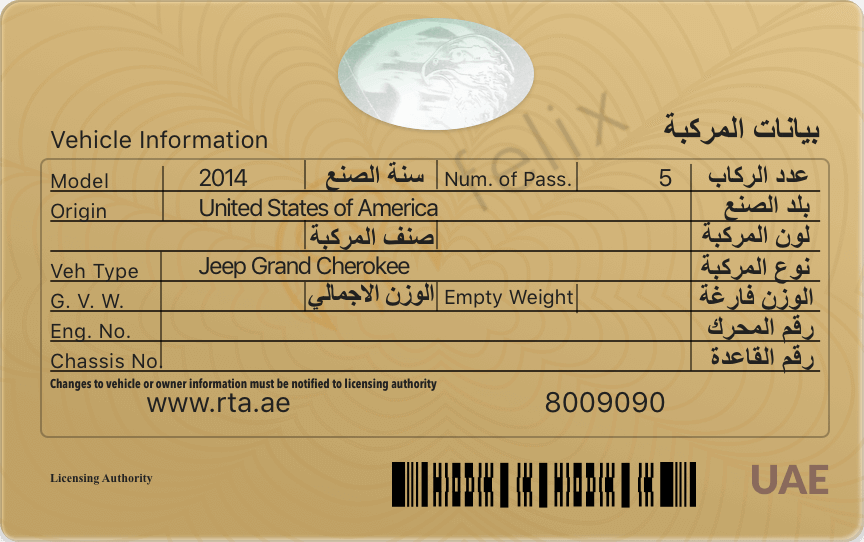 felix
Vehicle Information بيانات المركبة
Model 2014 سنة الصنع Num. of Pass. 5 عدد الركاب
Origin United States of America بلد الصنع
صنف المركبة لون المركبة
Veh Type Jeep Grand Cherokee نوع المركبة
G. V. W. الوزن الاجمالي Empty Weight الوزن فارغة
Eng. No. رقم المحرك
Chassis No. رقم القاعدة
Changes to vehicle or owner information must be notified to licensing authority
www.rta.ae 8009090
Licensing Authority UAE